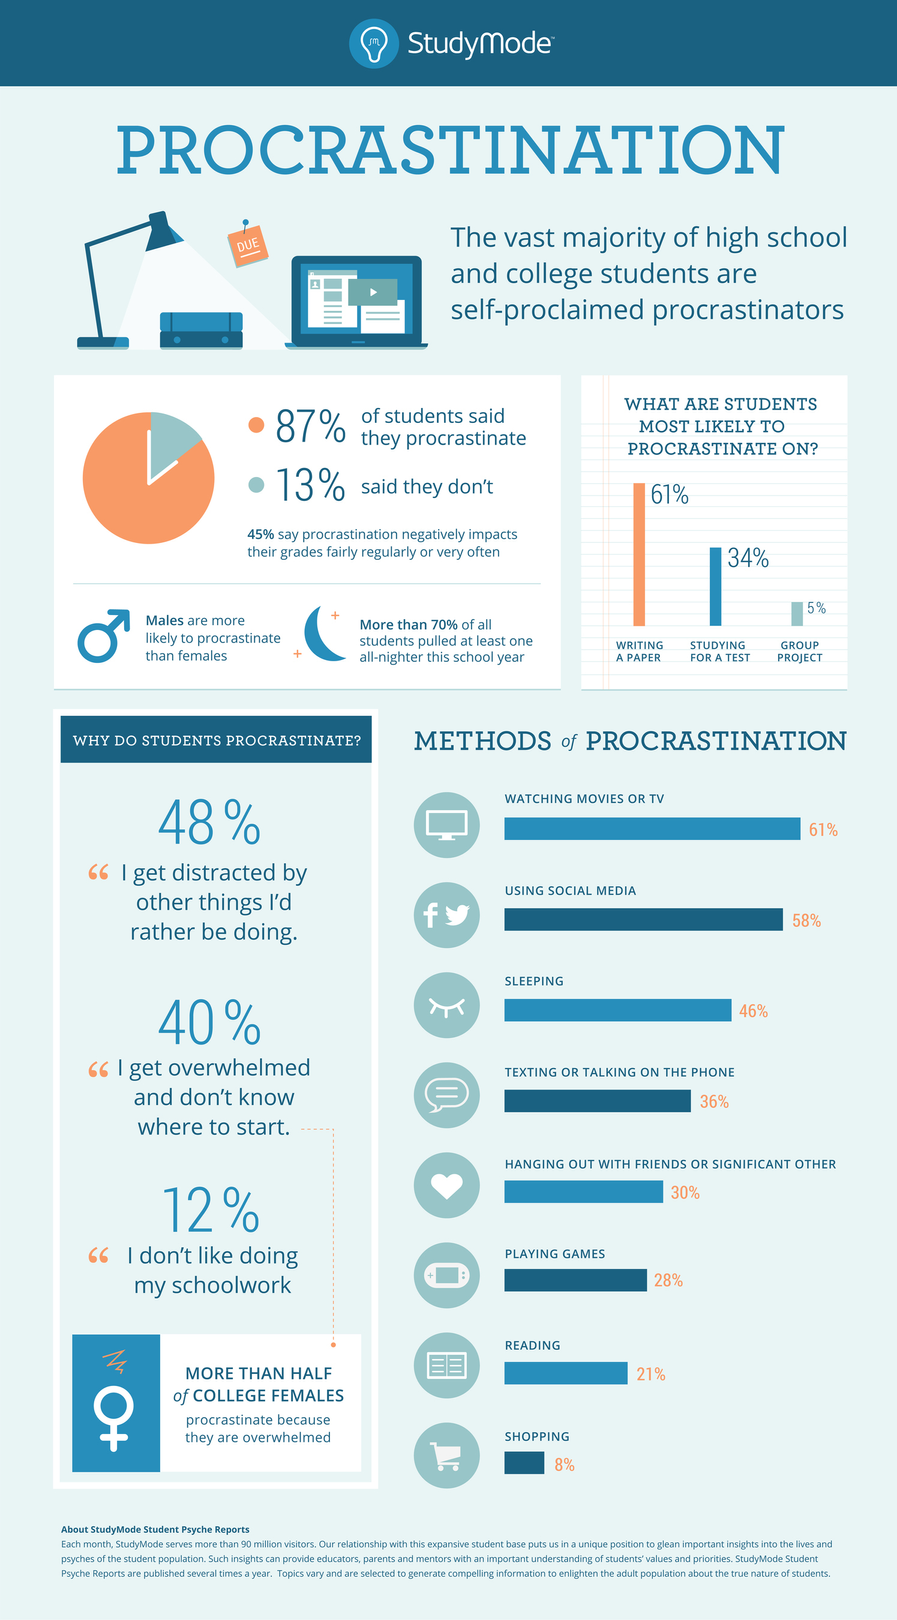 StudyMode™
PROCRASTINATION
DUE
The vast majority of high school
and college students are
self-proclaimed procrastinators
87% of students said
they procrastinate
13% said they don't
45% say procrastination negatively impacts
their grades fairly regularly or very often
Males are more
likely to procrastinate
than females
More than 70% of all
students pulled at least one
all-nighter this school year
WHAT ARE STUDENTS
MOST LIKELY TO
PROCRASTINATE ON?
61%
34%
5%
WRITING
A PAPER
STUDYING
FOR A TEST
GROUP
PROJECT
WHY DO STUDENTS PROCRASTINATE?
48%
“ I get distracted by
other things I'd
rather be doing.
40%
“ I get overwhelmed
and don't know
where to start.
12%
“ I don't like doing
my schoolwork
MORE THAN HALF
of COLLEGE FEMALES
procrastinate because
they are overwhelmed
METHODS of PROCRASTINATION
WATCHING MOVIES OR TV
61%
USING SOCIAL MEDIA
58%
SLEEPING
46%
TEXTING OR TALKING ON THE PHONE
36%
HANGING OUT WITH FRIENDS OR SIGNIFICANT OTHER
30%
PLAYING GAMES
28%
READING
21%
SHOPPING
8%
About StudyMode Student Psyche Reports
Each month, StudyMode serves more than 90 million visitors. Our relationship with this expansive student base puts us in a unique position to glean important insights into the lives and
psyches of the student population. Such insights can provide educators, parents and mentors with an important understanding of students' values and priorities. StudyMode Student
Psyche Reports are published several times a year. Topics vary and are selected to generate compelling information to enlighten the adult population about the true nature of students.